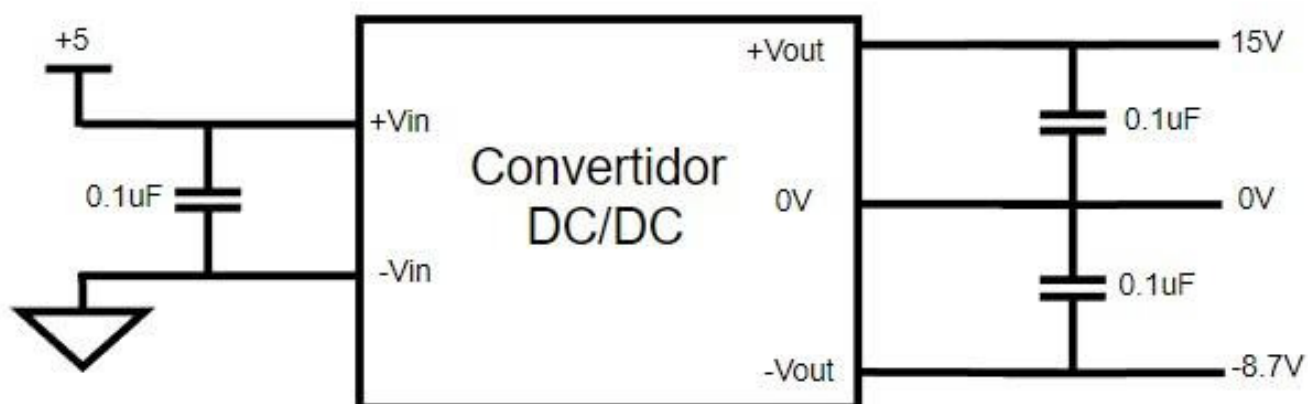 +5
+Vout
15V
+Vin
0.1uF
0.1uF
Convertidor
DC/DC
0V
0V
-Vin
0.1uF
-Vout
-8.7V